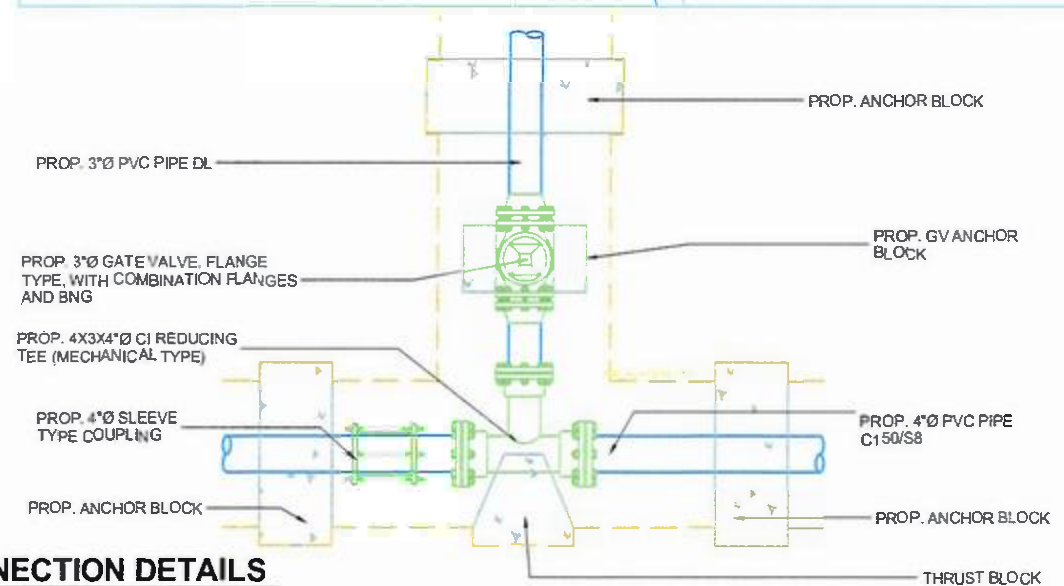 PROP. ANCHOR BLOCK
PROP. 3"Ø PVC PIPE DL
PROP. GV ANCHOR
BLOCK
PROP. 3"Ø GATE VALVE, FLANGE
TYPE, WITH COMBINATION FLANGES
AND BNG
PROP. 4X3X4"Ø CI REDUCING
TEE (MECHANICAL TYPE)
PROP. 4"Ø SLEEVE
TYPE COUPLING
PROP. 4"Ø PVC PIPE
C150/S8
PROP. ANCHOR BLOCK
PROP. ANCHOR BLOCK
NECTION DETAILS
THRUST BLOCK